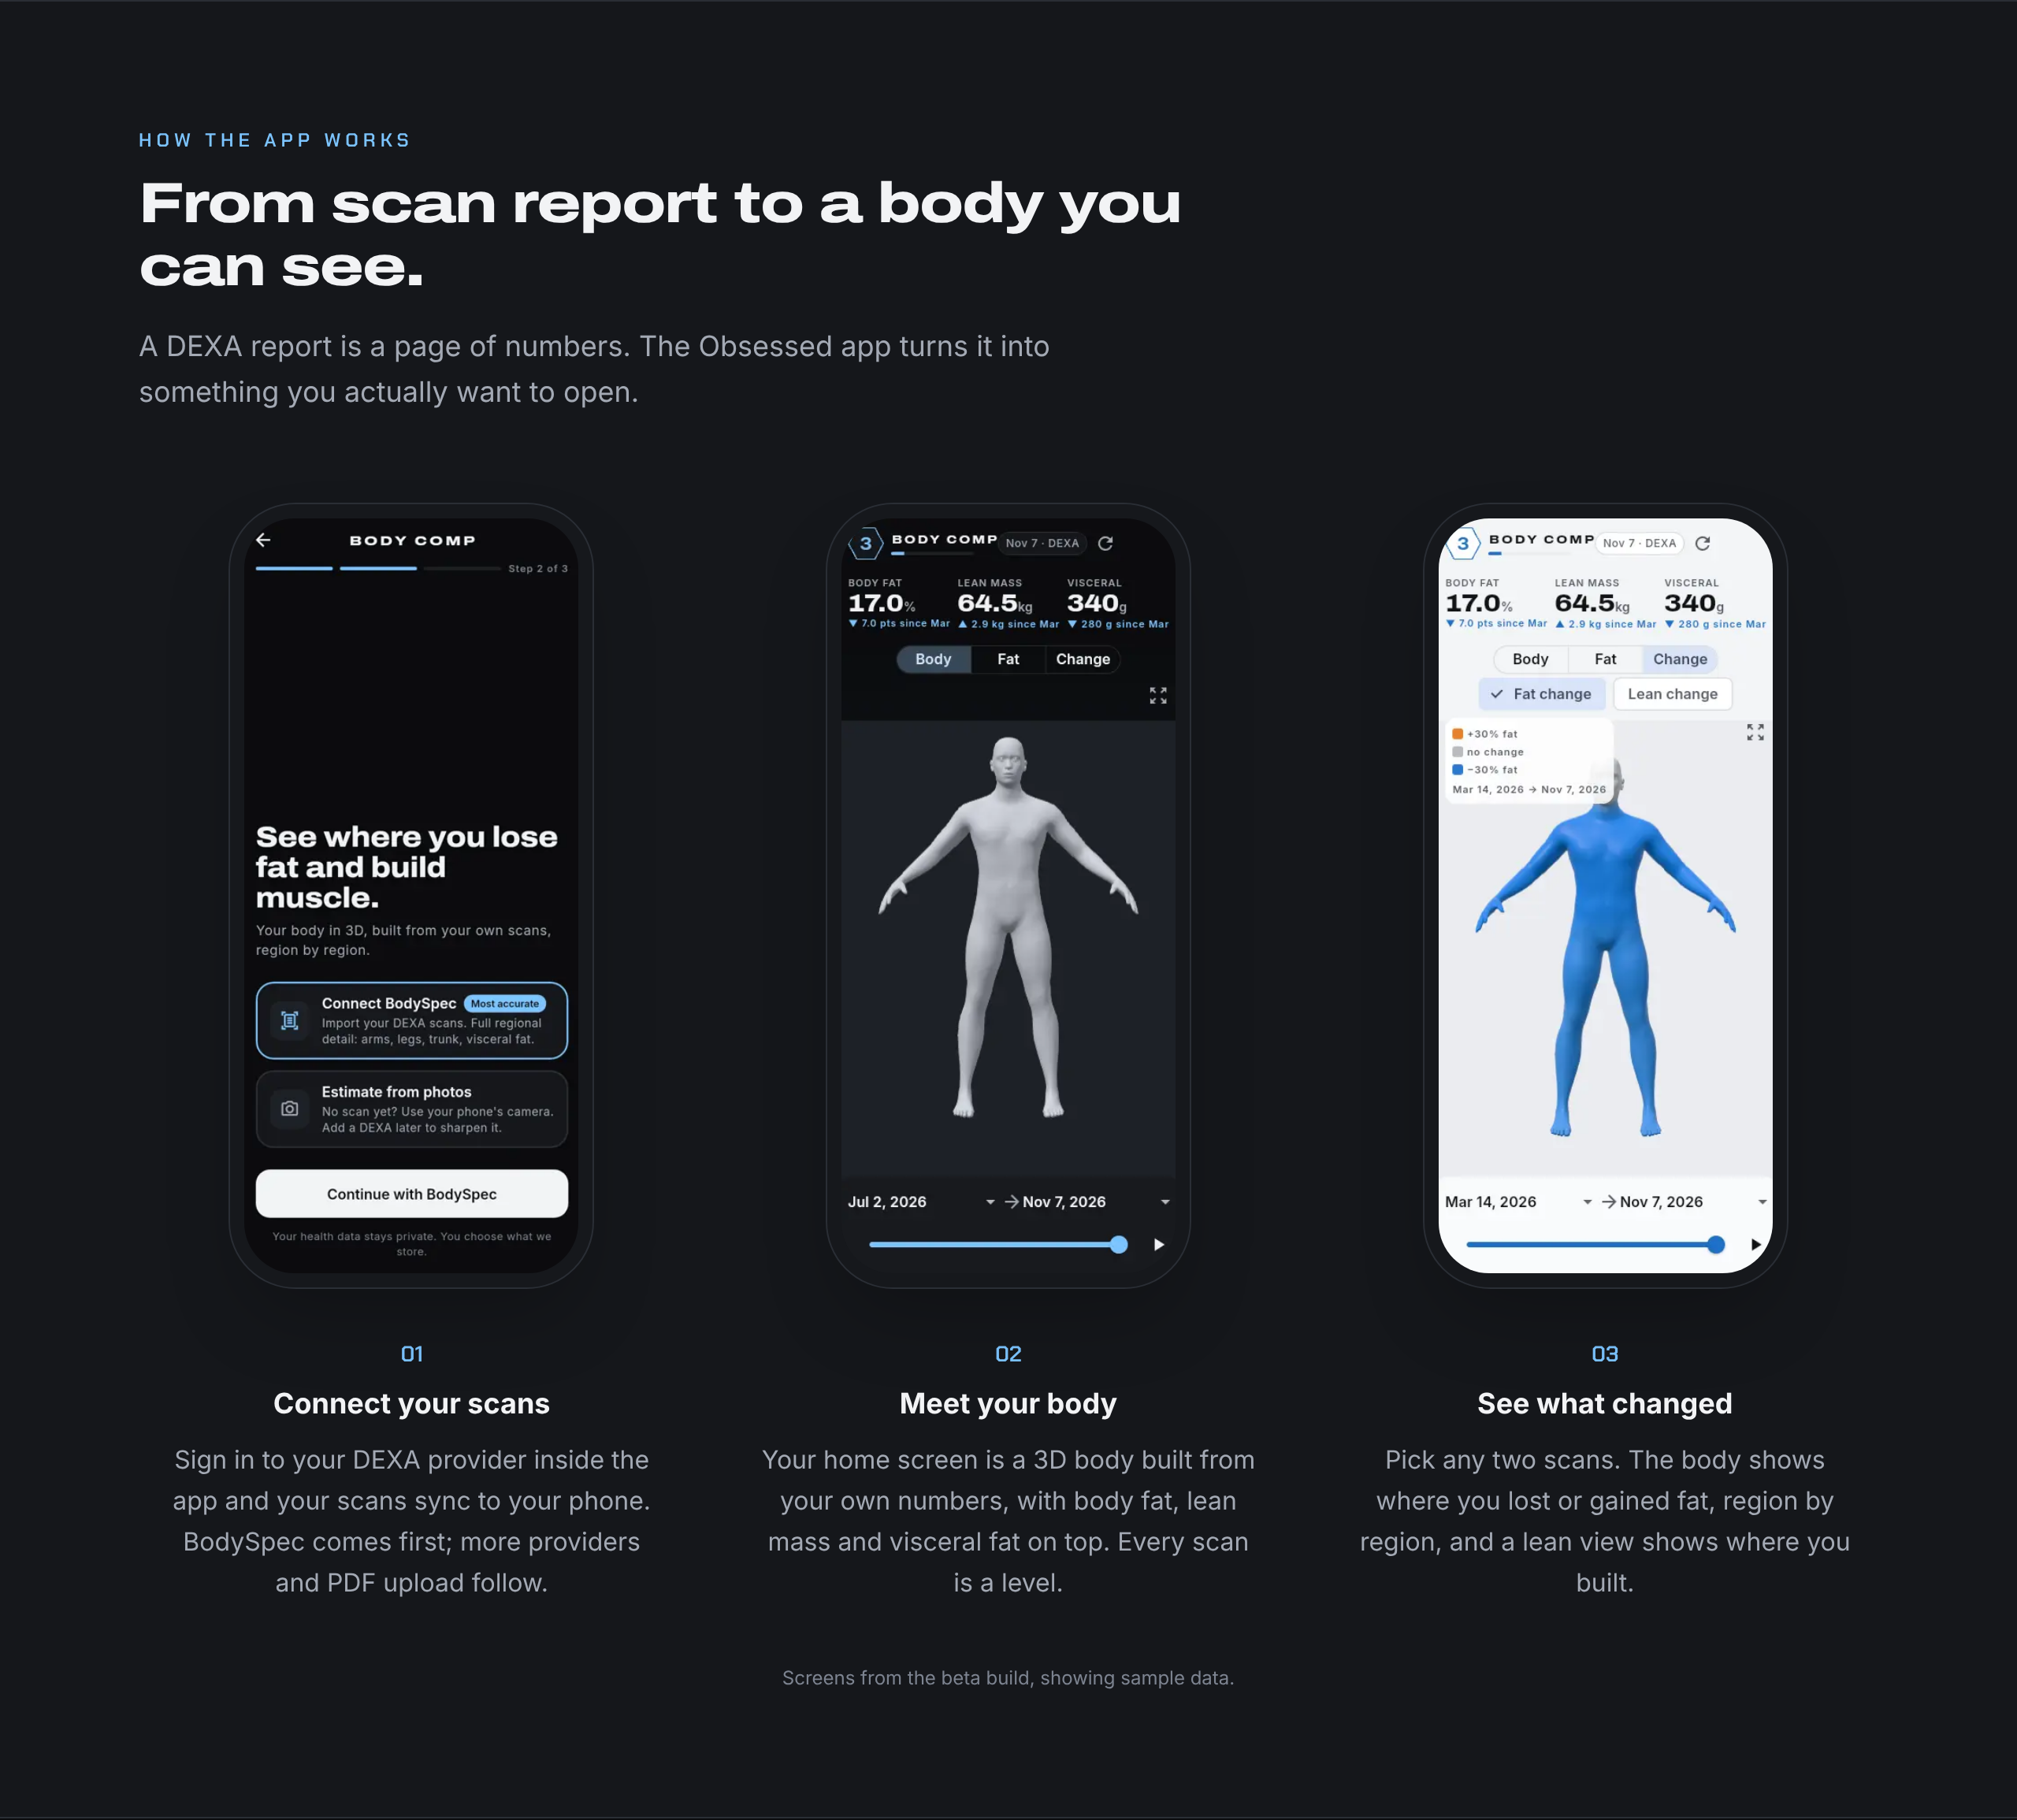 HOW THE APP WORKS
From scan report to a body you
can see.
A DEXA report is a page of numbers. The Obsessed app turns it into
something you actually want to open.
BODY COMP
Step 2 of 3
See where you lose
fat and build
muscle.
Your body in 3D, built from your own scans,
region by region.
Connect BodySpec Most accurate
Import your DEXA scans. Full regional
detail: arms, legs, trunk, visceral fat.
Estimate from photos
No scan yet? Use your phone's camera.
Add a DEXA later to sharpen it.
Continue with BodySpec
Your health data stays private. You choose what we
store.
3 BODY COMP Nov 7 · DEXA
BODY FAT LEAN MASS VISCERAL
17.0% 64.5kg 340g
▼ 7.0 pts since Mar ▲ 2.9 kg since Mar ▼ 280 g since Mar
Body Fat Change
Jul 2, 2026 → Nov 7, 2026
3 BODY COMP Nov 7 · DEXA
BODY FAT LEAN MASS VISCERAL
17.0% 64.5kg 340g
▼ 7.0 pts since Mar ▲ 2.9 kg since Mar ▼ 280 g since Mar
Body Fat Change
✓ Fat change Lean change
+30% fat
no change
−30% fat
Mar 14, 2026 → Nov 7, 2026
Mar 14, 2026 → Nov 7, 2026
01
Connect your scans
Sign in to your DEXA provider inside the
app and your scans sync to your phone.
BodySpec comes first; more providers
and PDF upload follow.
02
Meet your body
Your home screen is a 3D body built from
your own numbers, with body fat, lean
mass and visceral fat on top. Every scan
is a level.
03
See what changed
Pick any two scans. The body shows
where you lost or gained fat, region by
region, and a lean view shows where you
built.
Screens from the beta build, showing sample data.